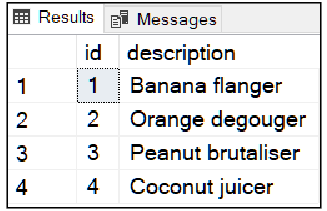 Results Messages
id description
1 1 Banana flanger
2 2 Orange degouger
3 3 Peanut brutaliser
4 4 Coconut juicer